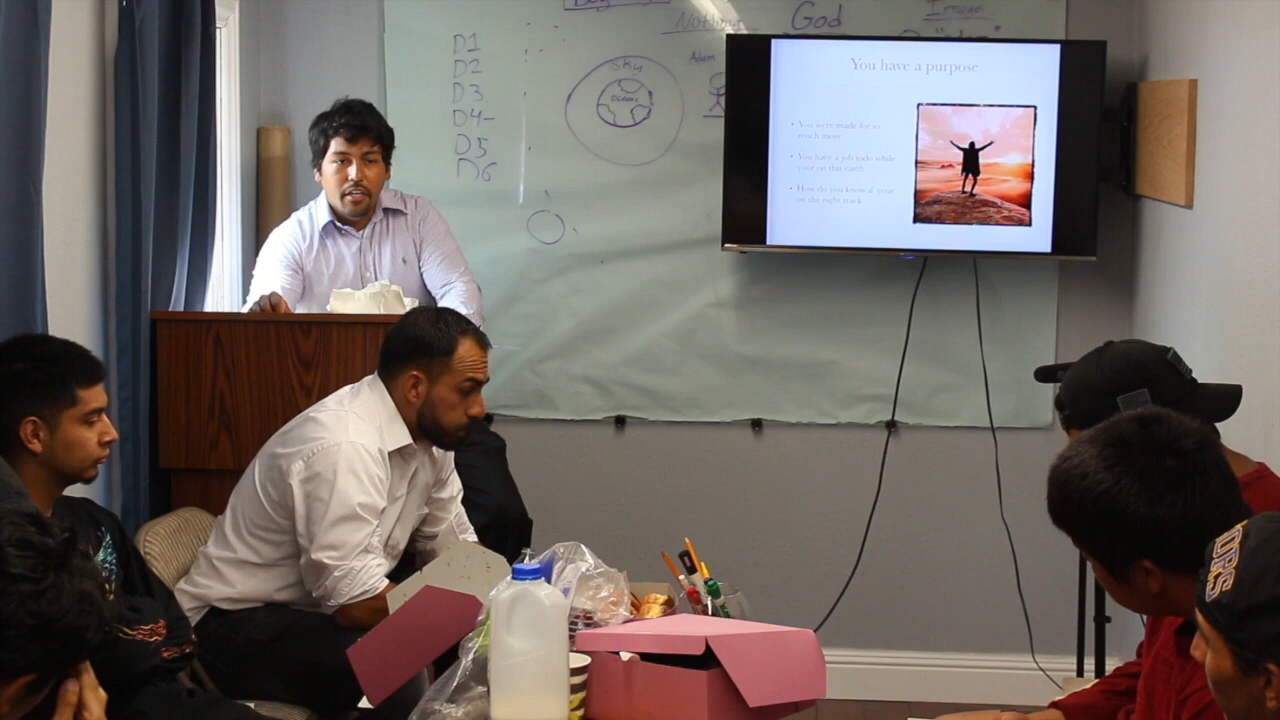 Nothing
God
Image
D1
D2
D3
D4-
D5
D6
Sky
oceans
Adam
You have a purpose
• You were made for so
much more
• You have a job todo while
your on this earth
• How do you know if your
on the right track